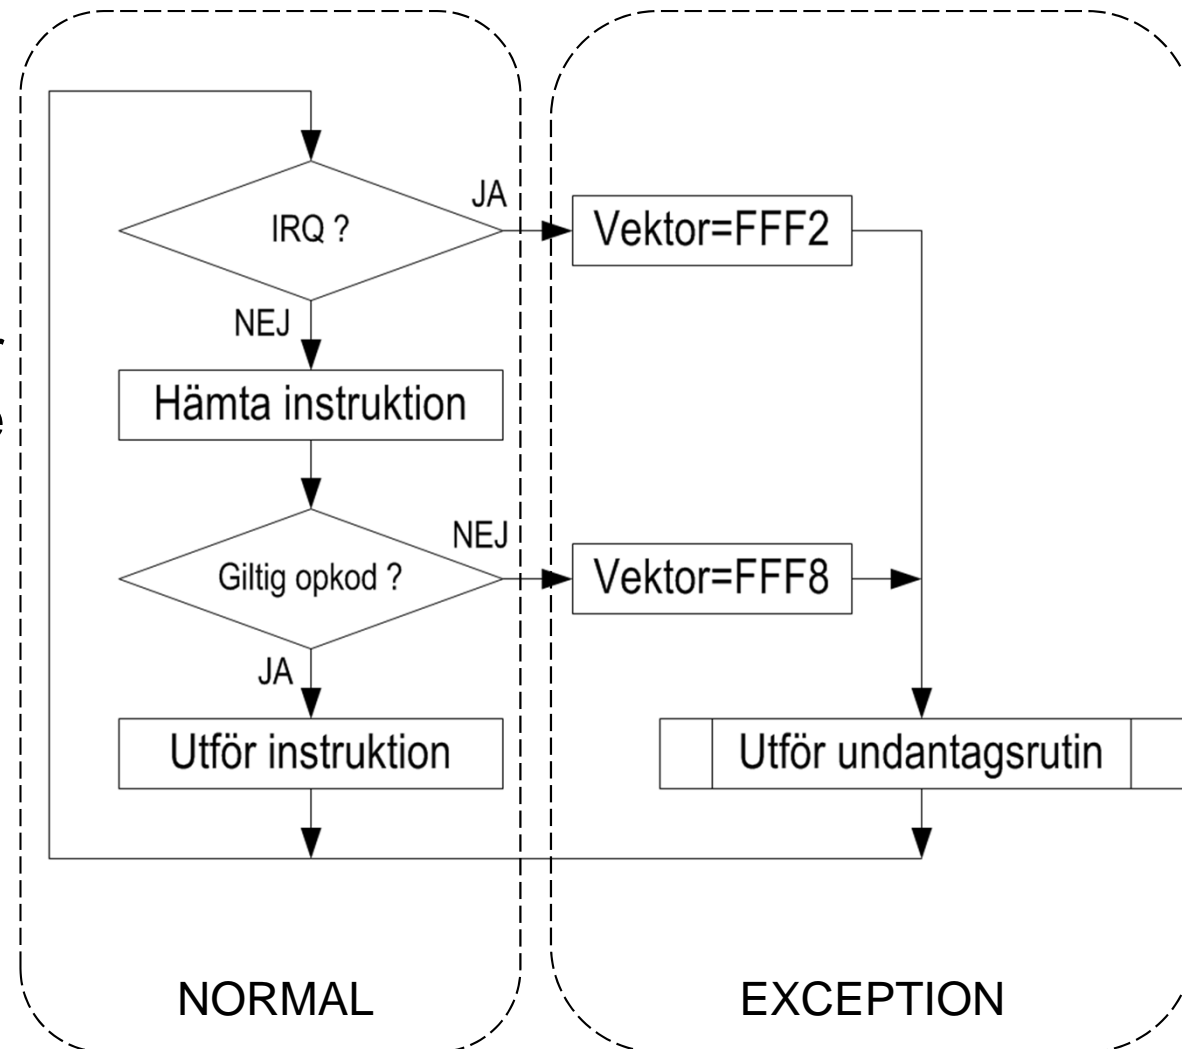 JA
IRQ ?
Vektor=FFF2
NEJ
Hämta instruktion
NEJ
Giltig opkod ?
Vektor=FFF8
JA
Utför instruktion
Utför undantagsrutin
NORMAL
EXCEPTION